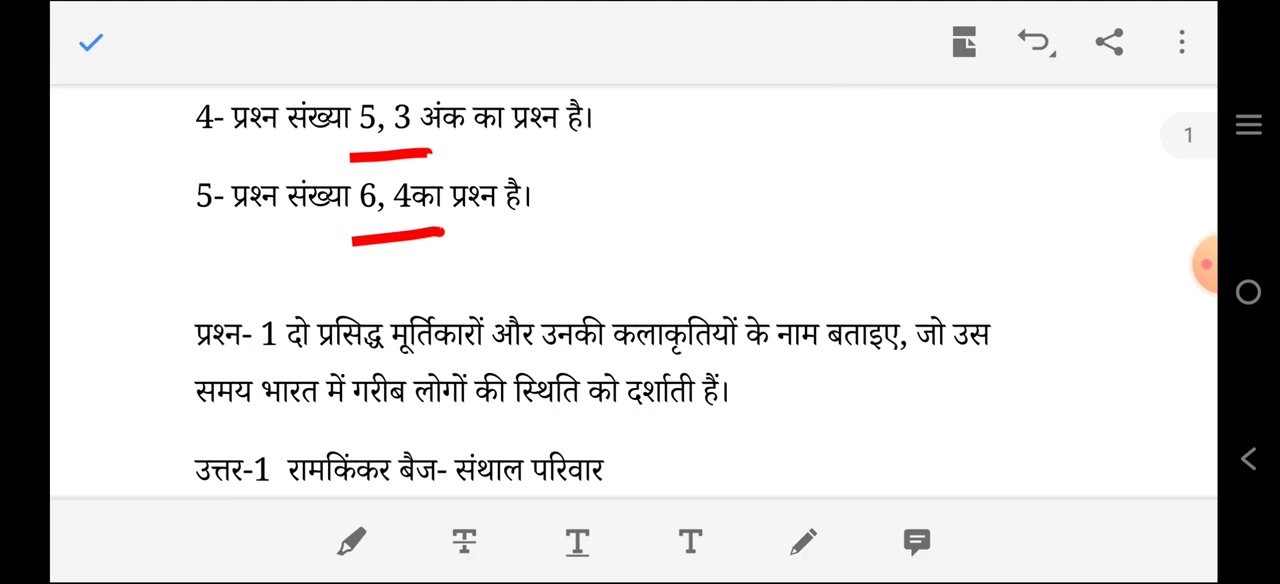 4- प्रश्न संख्या 5, 3 अंक का प्रश्न है।
1
5- प्रश्न संख्या 6, 4का प्रश्न है।
प्रश्न- 1 दो प्रसिद्ध मूर्तिकारों और उनकी कलाकृतियों के नाम बताइए, जो उस
समय भारत में गरीब लोगों की स्थिति को दर्शाती हैं।
उत्तर-1 रामकिंकर बैज- संथाल परिवार